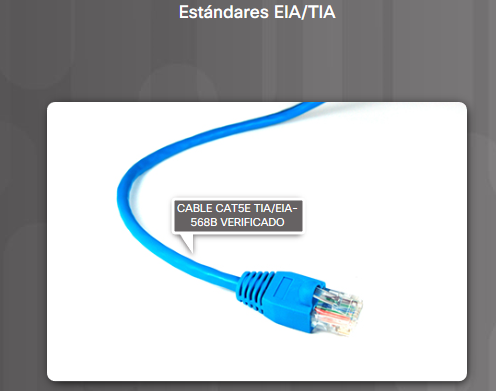 Estándares EIA/TIA
CABLE CAT5E TIA/EIA-
568B VERIFICADO